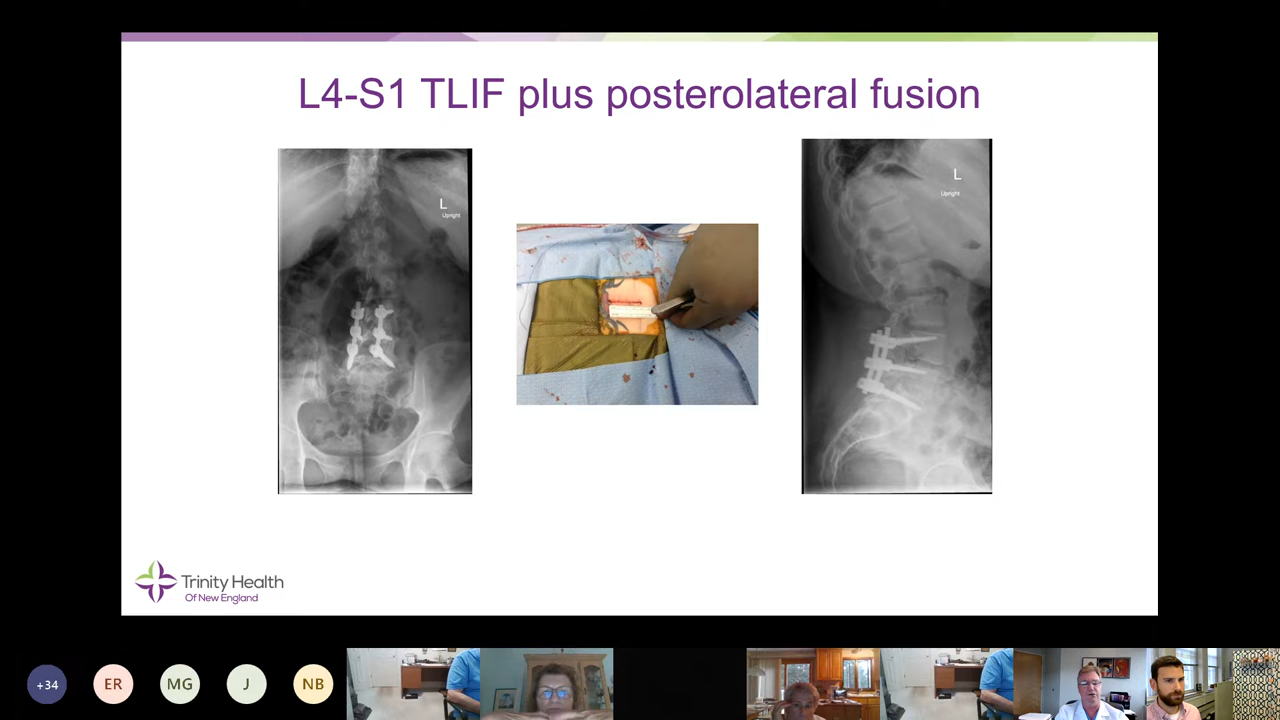 L4-S1 TLIF plus posterolateral fusion
L
Upright
L
Upright
Trinity Health
Of New England
+34
ER
MG
J
NB